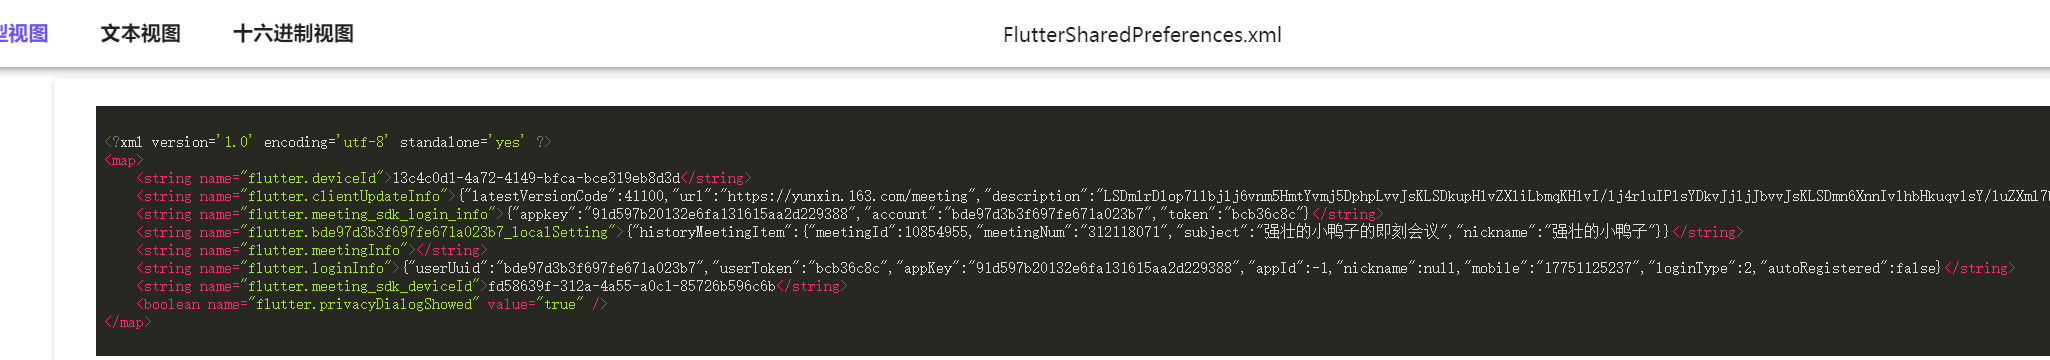 型视图 文本视图 十六进制视图 FlutterSharedPreferences.xml
<?xml version='1.0' encoding='utf-8' standalone='yes' ?>
<map>
<string name="flutter.deviceId">13c4c0d1-4a72-4149-bfca-bce319eb8d3d</string>
<string name="flutter.clientUpdateInfo">{"latestVersionCode":41100,"url":"https://yunxin.163.com/meeting","description":"
<string name="flutter.meeting_sdk_login_info">{"appkey":"91d597b20132e6fa131615aa2d229388","account":"bde97d3b3f697fe671a023b7","token":"bcb36c8c"}</string>
<string name="flutter.bde97d3b3f697fe671a023b7_localSetting">{"historyMeetingItem":{"meetingId":10854955,"meetingNum":"312118071","subject":"强壮的小鸭子的即刻会议","nickname":"强壮的小鸭子"}}</string>
<string name="flutter.meetingInfo"></string>
<string name="flutter.loginInfo">{"userUuid":"bde97d3b3f697fe671a023b7","userToken":"bcb36c8c","appKey":"91d597b20132e6fa131615aa2d229388","appId":-1,"nickname":null,"mobile":"17751125237","loginType":2,"autoRegistered":false}</string>
<string name="flutter.meeting_sdk_deviceId">fd58639f-312a-4a55-a0c1-85726b596c6b</string>
<boolean name="flutter.privacyDialogShowed" value="true" />
</map>